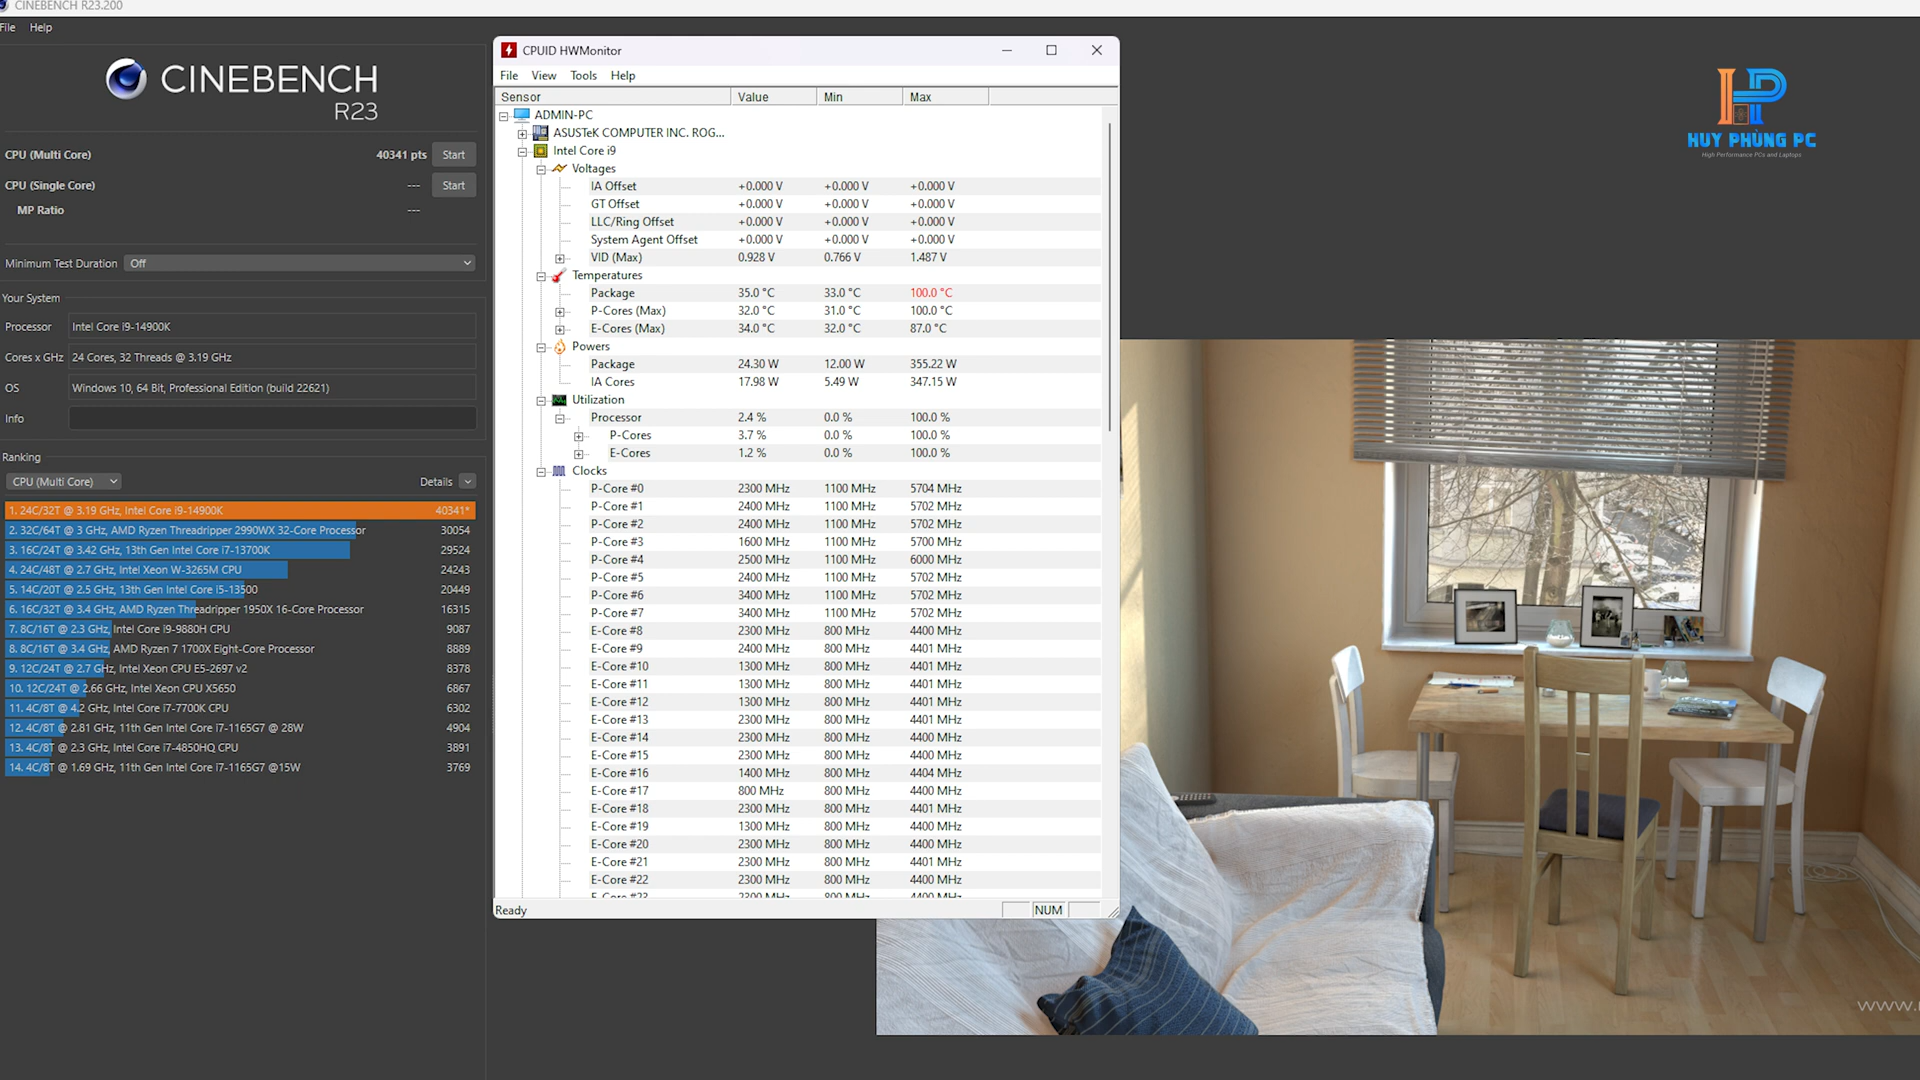 CINEBENCH R23.200
File Help
CINEBENCH
R23
CPU (Multi Core) 40341 pts Start
CPU (Single Core) --- Start
MP Ratio ---
Minimum Test Duration Off
Your System
Processor Intel Core i9-14900K
Cores x GHz 24 Cores, 32 Threads @ 3.19 GHz
OS Windows 10, 64 Bit, Professional Edition (build 22621)
Info
Ranking
CPU (Multi Core) Details
1. 24C/32T @ 3.19 GHz, Intel Core i9-14900K 40341*
2. 32C/64T @ 3 GHz, AMD Ryzen Threadripper 2990WX 32-Core Processor 30054
3. 16C/24T @ 3.42 GHz, 13th Gen Intel Core i7-13700K 29524
4. 24C/48T @ 2.7 GHz, Intel Xeon W-3265M CPU 24243
5. 14C/20T @ 2.5 GHz, 13th Gen Intel Core i5-13500 20449
6. 16C/32T @ 3.4 GHz, AMD Ryzen Threadripper 1950X 16-Core Processor 16315
7. 8C/16T @ 2.3 GHz, Intel Core i9-9880H CPU 9087
8. 8C/16T @ 3.4 GHz, AMD Ryzen 7 1700X Eight-Core Processor 8889
9. 12C/24T @ 2.7 GHz, Intel Xeon CPU E5-2697 v2 8378
10. 12C/24T @ 2.66 GHz, Intel Xeon CPU X5650 6867
11. 4C/8T @ 4.2 GHz, Intel Core i7-7700K CPU 6302
12. 4C/8T @ 2.81 GHz, 11th Gen Intel Core i7-1165G7 @ 28W 4904
13. 4C/8T @ 2.3 GHz, Intel Core i7-4850HQ CPU 3891
14. 4C/8T @ 1.69 GHz, 11th Gen Intel Core i7-1165G7 @15W 3769
CPUID HWMonitor
File View Tools Help
Sensor Value Min Max
ADMIN-PC
ASUSTeK COMPUTER INC. ROG...
Intel Core i9
Voltages
IA Offset +0.000 V +0.000 V +0.000 V
GT Offset +0.000 V +0.000 V +0.000 V
LLC/Ring Offset +0.000 V +0.000 V +0.000 V
System Agent Offset +0.000 V +0.000 V +0.000 V
VID (Max) 0.928 V 0.766 V 1.487 V
Temperatures
Package 35.0 °C 33.0 °C 100.0 °C
P-Cores (Max) 32.0 °C 31.0 °C 100.0 °C
E-Cores (Max) 34.0 °C 32.0 °C 87.0 °C
Powers
Package 24.30 W 12.00 W 355.22 W
IA Cores 17.98 W 5.49 W 347.15 W
Utilization
Processor 2.4 % 0.0 % 100.0 %
P-Cores 3.7 % 0.0 % 100.0 %
E-Cores 1.2 % 0.0 % 100.0 %
Clocks
P-Core #0 2300 MHz 1100 MHz 5704 MHz
P-Core #1 2400 MHz 1100 MHz 5702 MHz
P-Core #2 2400 MHz 1100 MHz 5702 MHz
P-Core #3 1600 MHz 1100 MHz 5700 MHz
P-Core #4 2500 MHz 1100 MHz 6000 MHz
P-Core #5 2400 MHz 1100 MHz 5702 MHz
P-Core #6 3400 MHz 1100 MHz 5702 MHz
P-Core #7 3400 MHz 1100 MHz 5702 MHz
E-Core #8 2300 MHz 800 MHz 4400 MHz
E-Core #9 2400 MHz 800 MHz 4401 MHz
E-Core #10 1300 MHz 800 MHz 4401 MHz
E-Core #11 1300 MHz 800 MHz 4401 MHz
E-Core #12 1300 MHz 800 MHz 4401 MHz
E-Core #13 2300 MHz 800 MHz 4401 MHz
E-Core #14 2300 MHz 800 MHz 4401 MHz
E-Core #15 2300 MHz 800 MHz 4401 MHz
E-Core #16 1400 MHz 800 MHz 4404 MHz
E-Core #17 800 MHz 800 MHz 4400 MHz
E-Core #18 2300 MHz 800 MHz 4401 MHz
E-Core #19 1300 MHz 800 MHz 4400 MHz
E-Core #20 2300 MHz 800 MHz 4400 MHz
E-Core #21 2300 MHz 800 MHz 4401 MHz
E-Core #22 2300 MHz 800 MHz 4400 MHz
E-Core #23 2300 MHz 800 MHz 4400 MHz
Ready NUM
HUY PHÙNG PC
High Performance PCs and Laptops
www.